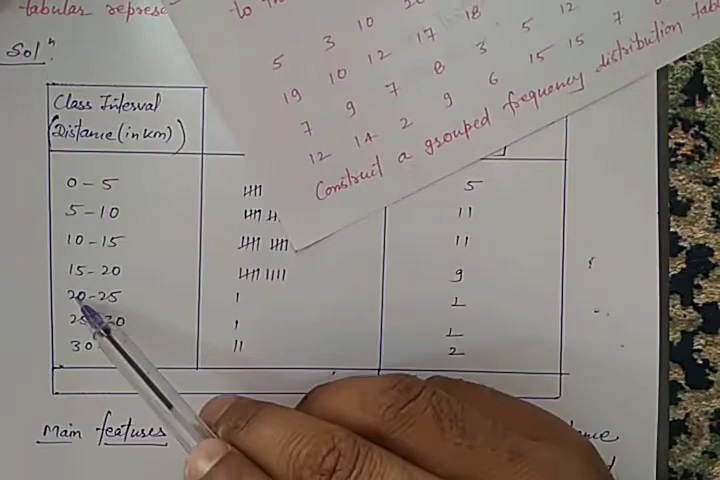 tabular represe
Solⁿ.
to
5 3 10 20
19 10 12 17 18
7 9 7 8 3 5 12
12 14 2 9 6 15 15 7
Construct a grouped frequency distribution table
Class Interval
(Distance (in km)
0 - 5 5
5 - 10 11
10 - 15 11
15 - 20 9
20 - 25 1
1
30 2
Main features